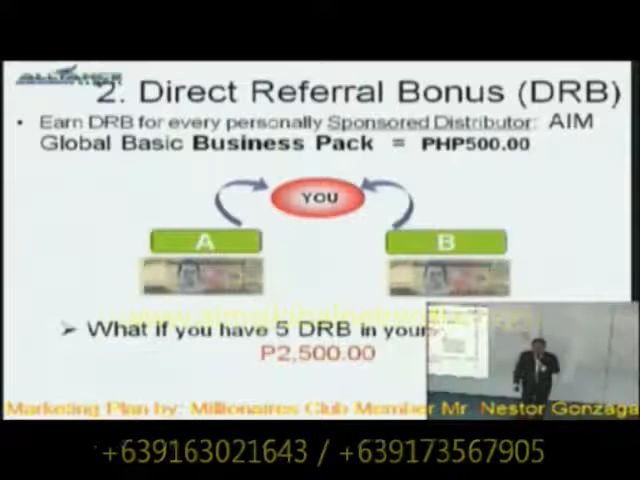 ALLIANCE
2. Direct Referral Bonus (DRB)
• Earn DRB for every personally Sponsored Distributor: AIM
Global Basic Business Pack = PHP500.00
YOU
A B
➢ What if you have 5 DRB in your
P2,500.00
Marketing Plan by: Millionaires Club Member Mr. Nestor Gonzaga
+639163021643 / +639173567905